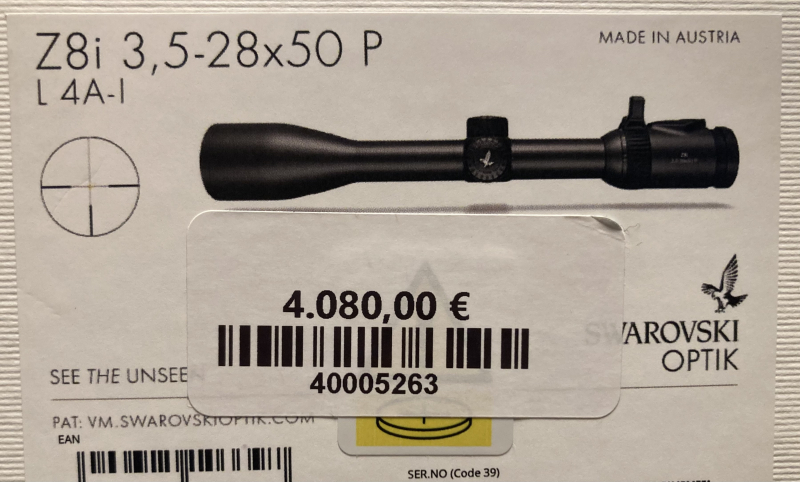 Z8i 3,5-28x50 P
MADE IN AUSTRIA
L 4A-I
4.080,00 €
40005263
SWAROVSKI
OPTIK
SEE THE UNSEEN
PAT: VM.SWAROVSKIOPTIK.COM
EAN
SER.NO (Code 39)